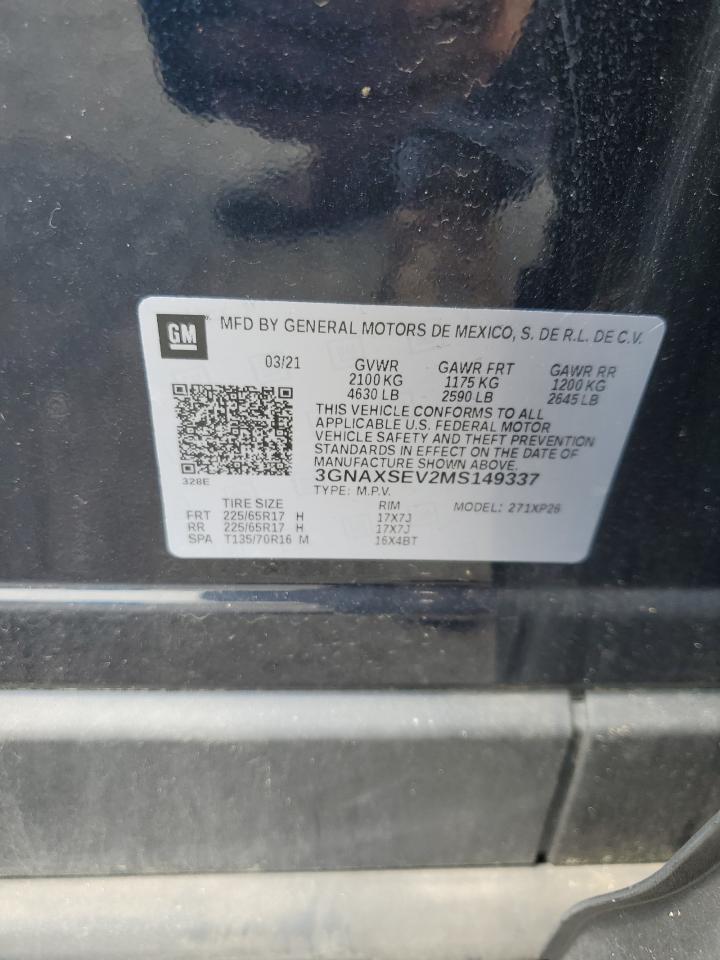 GM MFD BY GENERAL MOTORS DE MEXICO, S. DE R.L. DE C.V.
03/21 GVWR GAWR FRT GAWR RR
2100 KG 1175 KG 1200 KG
4630 LB 2590 LB 2645 LB
THIS VEHICLE CONFORMS TO ALL
APPLICABLE U.S. FEDERAL MOTOR
VEHICLE SAFETY AND THEFT PREVENTION
STANDARDS IN EFFECT ON THE DATE OF
MANUFACTURE SHOWN ABOVE.
3GNAXSEV2MS149337
328E
TYPE: M.P.V.
TIRE SIZE RIM MODEL: 271XP26
FRT 225/65R17 H 17X7J
RR 225/65R17 H 17X7J
SPA T135/70R16 M 16X4BT